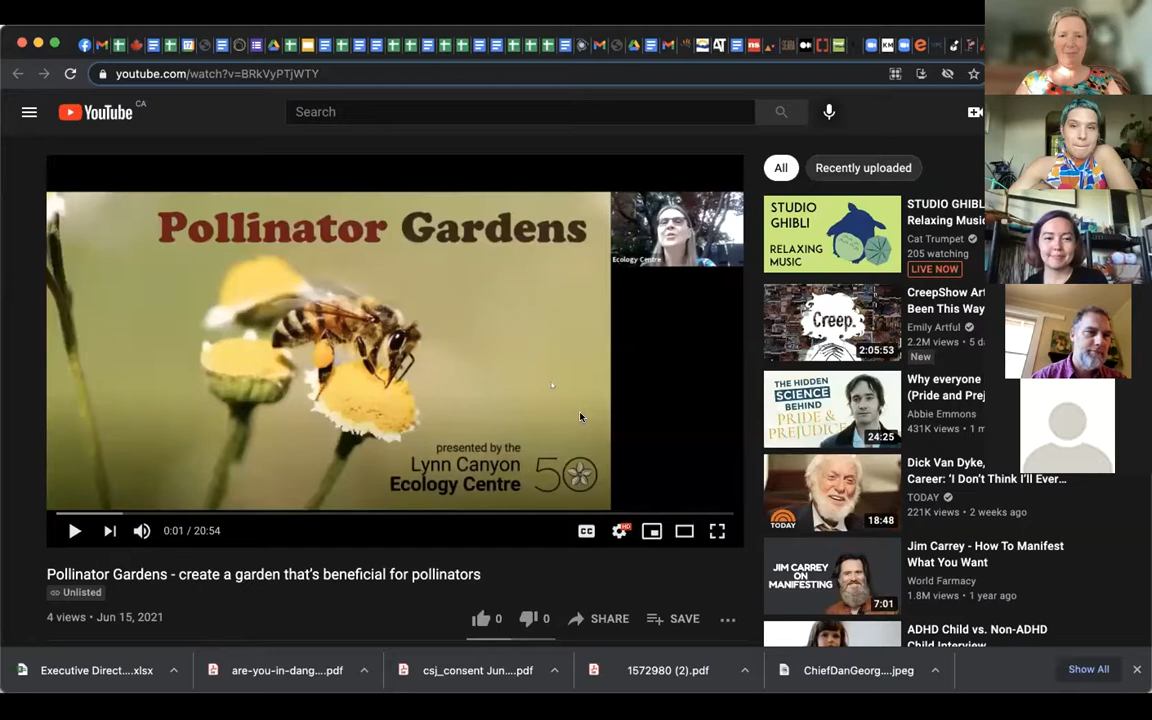 youtube.com/watch?v=BRkVyPTjWTY
YouTube CA
Search
Pollinator Gardens
Ecology Centre
presented by the
Lynn Canyon
Ecology Centre 50
0:01 / 20:54
CC
HD
Pollinator Gardens - create a garden that's beneficial for pollinators
Unlisted
4 views • Jun 15, 2021
0
0
SHARE
SAVE
All
Recently uploaded
STUDIO
GHIBLI
RELAXING
MUSIC
STUDIO GHIBL
Relaxing Music
Cat Trumpet
205 watching
LIVE NOW
Creep.
2:05:53
CreepShow Art
Been This Way
Emily Artful
2.2M views • 5 d
New
THE HIDDEN
SCIENCE
BEHIND
PRIDE &
PREJUDICE
24:25
Why everyone
(Pride and Prej
Abbie Emmons
431K views • 1 m
TODAY
18:48
Dick Van Dyke,
Career: 'I Don't Think I'll Ever...
TODAY
221K views • 2 weeks ago
JIM CARREY
ON
MANIFESTING
7:01
Jim Carrey - How To Manifest
What You Want
World Farmacy
1.8M views • 1 year ago
ADHD Child vs. Non-ADHD
Child Interview
Executive Direct....xlsx
are-you-in-dang....pdf
csj_consent Jun....pdf
1572980 (2).pdf
ChiefDanGeorg....jpeg
Show All